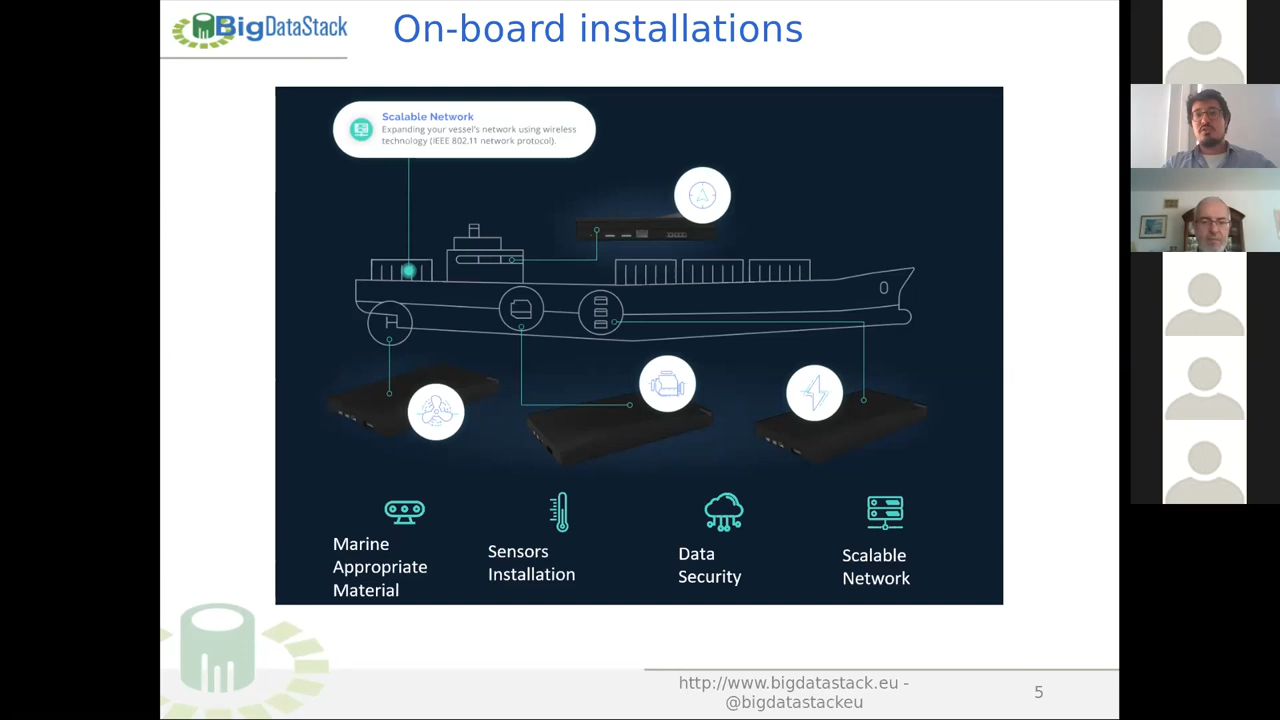 BigDataStack
On-board installations
Scalable Network
Expanding your vessel's network using wireless
technology (IEEE 802.11 network protocol).
Marine
Appropriate
Material
Sensors
Installation
Data
Security
Scalable
Network
http://www.bigdatastack.eu -
@bigdatastackeu
5